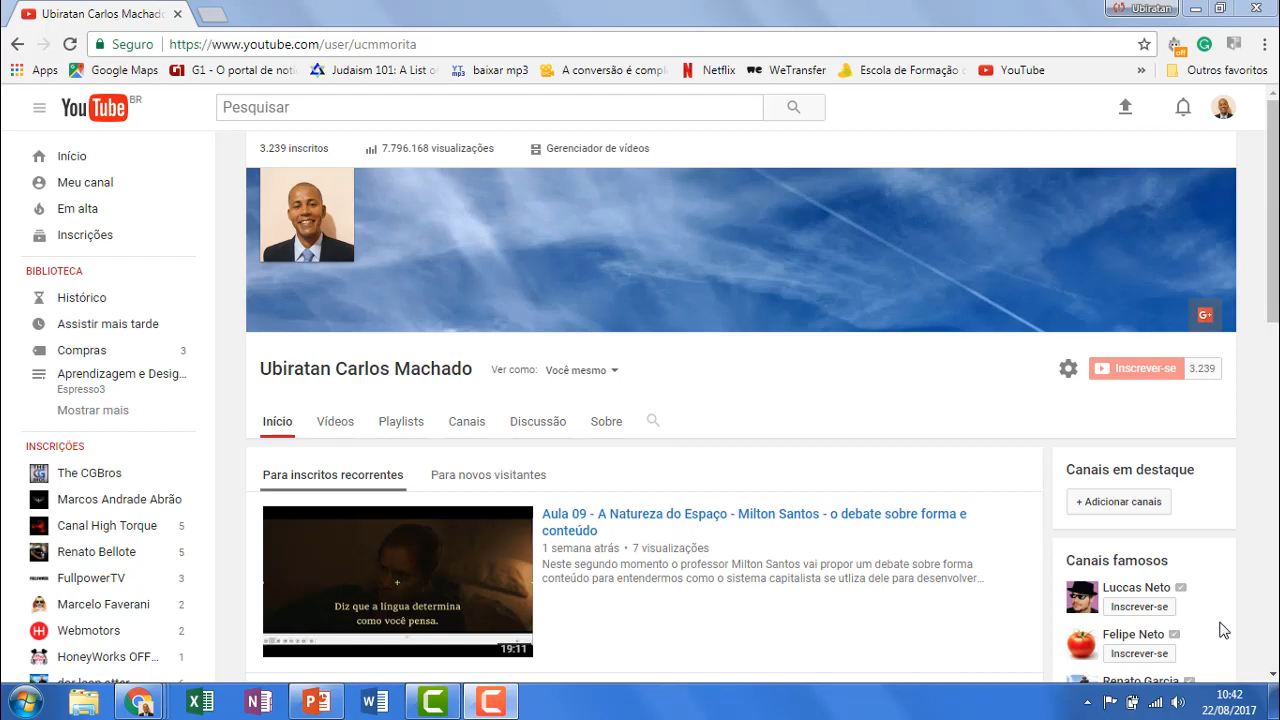 Ubiratan Carlos Machado
Ubiratan
Seguro
https://www.youtube.com/user/ucmmorita
Apps
Google Maps
G1 - O portal de noti
Judaism 101: A List o
baixar mp3
A conversão é comple
Netflix
WeTransfer
Escola de Formação
YouTube
»
Outros favoritos
YouTube BR
Pesquisar
3.239 inscritos
7.796.168 visualizações
Gerenciador de vídeos
Início
Meu canal
Em alta
Inscrições
BIBLIOTECA
Histórico
Assistir mais tarde
Compras 3
Aprendizagem e Desig...
Espresso3
Mostrar mais
INSCRIÇÕES
The CGBros
Marcos Andrade Abrão
Canal High Torque 5
Renato Bellote 5
FullpowerTV 3
Marcelo Faverani 2
Webmotors 2
HoneyWorks OFF... 1
G+
Ubiratan Carlos Machado
Ver como: Você mesmo
Inscrever-se 3.239
Início
Vídeos
Playlists
Canais
Discussão
Sobre
Para inscritos recorrentes
Para novos visitantes
Diz que a língua determina
como você pensa.
19:11
Aula 09 - A Natureza do Espaço - Milton Santos - o debate sobre forma e
conteúdo
1 semana atrás • 7 visualizações
Neste segundo momento o professor Milton Santos vai propor um debate sobre forma
conteúdo para entendermos como o sistema capitalista se utiliza dele para desenvolver...
Canais em destaque
+ Adicionar canais
Canais famosos
Luccas Neto
Inscrever-se
Felipe Neto
Inscrever-se
Renato Garcia
10:42
22/08/2017